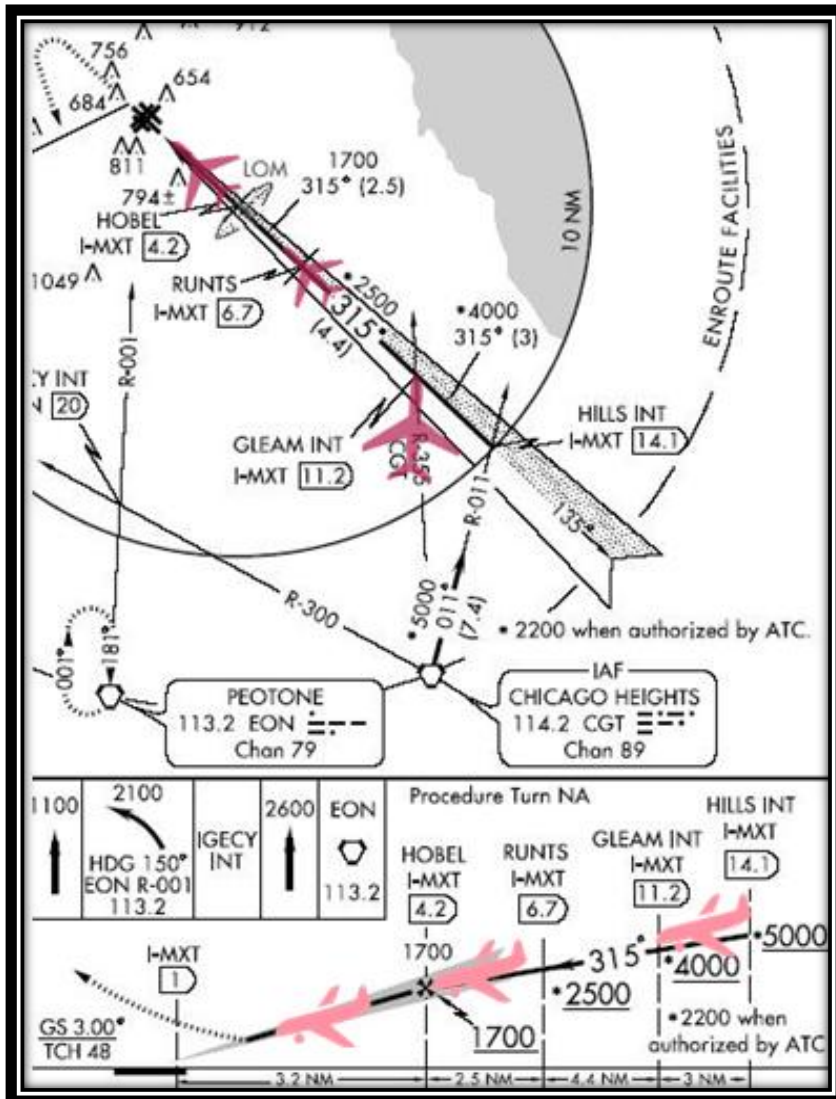 912
756
684
654
811
794±
LOM
1700
315° (2.5)
HOBEL
I-MXT 4.2
10 NM
1049
RUNTS
I-MXT 6.7
*2500
315°
(4.4)
*4000
315° (3)
ENROUTE FACILITIES
R-001
CY INT
N 20
GLEAM INT
I-MXT 11.2
CGT
HILLS INT
I-MXT 14.1
R-011
135°
R-300
*5000
011°
(7.4)
*2200 when authorized by ATC.
001°
181°
PEOTONE
113.2 EON
Chan 79
IAF
CHICAGO HEIGHTS
114.2 CGT
Chan 89
1100
2100
HDG 150°
EON R-001
113.2
IGECY
INT
2600
EON
113.2
Procedure Turn NA
HOBEL
I-MXT
4.2
RUNTS
I-MXT
6.7
GLEAM INT
I-MXT
11.2
HILLS INT
I-MXT
14.1
I-MXT
1
1700
315°
*5000
*4000
*2500
1700
*2200 when
authorized by ATC
GS 3.00°
TCH 48
3.2 NM
2.5 NM
4.4 NM
3 NM